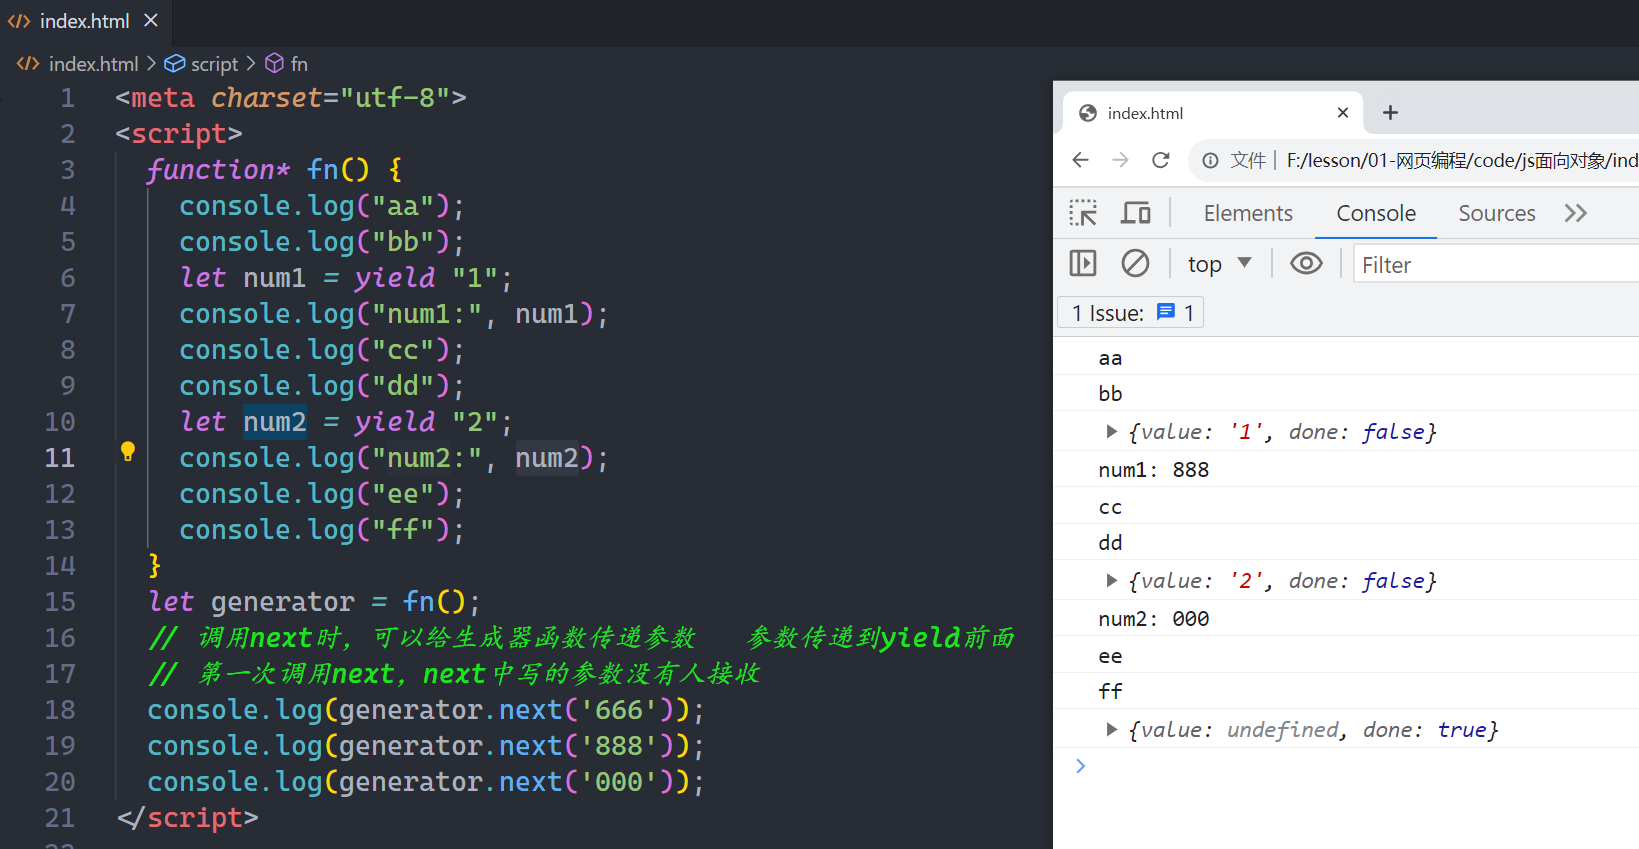 index.html
index.html > script > fn
1 <meta charset="utf-8">
2 <script>
3 function* fn() {
4 console.log("aa");
5 console.log("bb");
6 let num1 = yield "1";
7 console.log("num1:", num1);
8 console.log("cc");
9 console.log("dd");
10 let num2 = yield "2";
11 console.log("num2:", num2);
12 console.log("ee");
13 console.log("ff");
14 }
15 let generator = fn();
16 // 调用next时，可以给生成器函数传递参数 参数传递到yield前面
17 // 第一次调用next，next中写的参数没有人接收
18 console.log(generator.next('666'));
19 console.log(generator.next('888'));
20 console.log(generator.next('000'));
21 </script>
index.html
文件 F:/lesson/01-网页编程/code/js面向对象/ind
Elements Console Sources
top Filter
1 Issue: 1
aa
bb
{value: '1', done: false}
num1: 888
cc
dd
{value: '2', done: false}
num2: 000
ee
ff
{value: undefined, done: true}